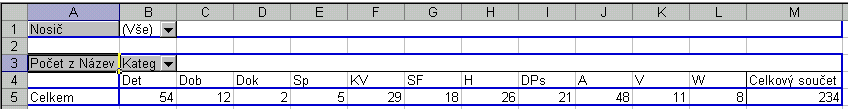 A B C D E F G H I J K L M
1 Nosič (Vše)
2
3 Počet z Název Kateg
4 Det Dob Dok Sp KV SF H DPs A V W Celkový součet
5 Celkem 54 12 2 5 29 18 26 21 48 11 8 234